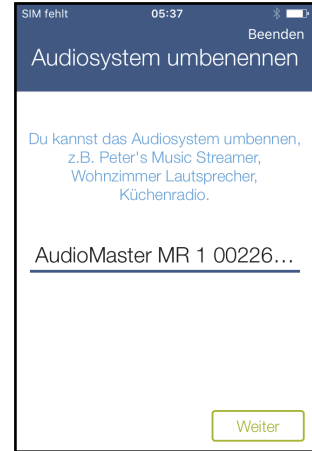 SIM fehlt 05:37
Beenden
Audiosystem umbenennen
Du kannst das Audiosystem umbennen,
z.B. Peter's Music Streamer,
Wohnzimmer Lautsprecher,
Küchenradio.
AudioMaster MR 1 00226...
Weiter